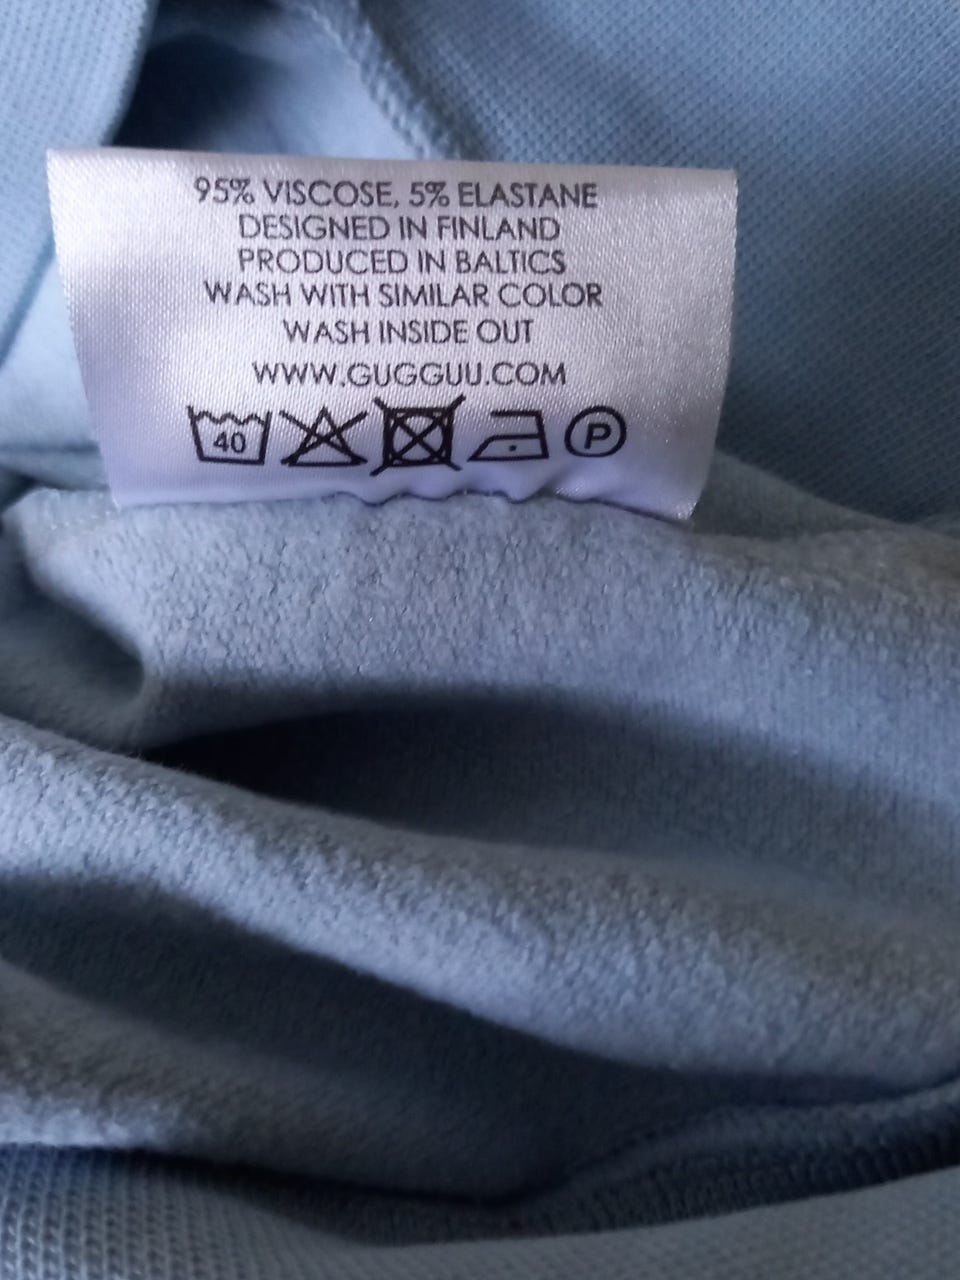 95% VISCOSE, 5% ELASTANE
DESIGNED IN FINLAND
PRODUCED IN BALTICS
WASH WITH SIMILAR COLOR
WASH INSIDE OUT
WWW.GUGGUU.COM
40 P